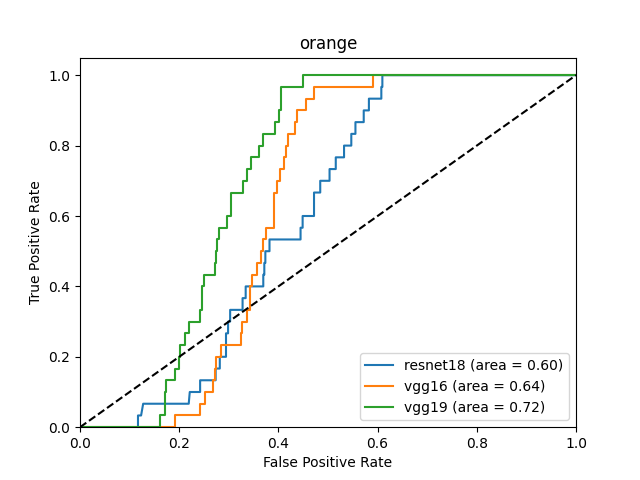 orange
1.0
0.8
0.6
0.4
0.2
0.0
True Positive Rate
resnet18 (area = 0.60)
vgg16 (area = 0.64)
vgg19 (area = 0.72)
0.0 0.2 0.4 0.6 0.8 1.0
False Positive Rate